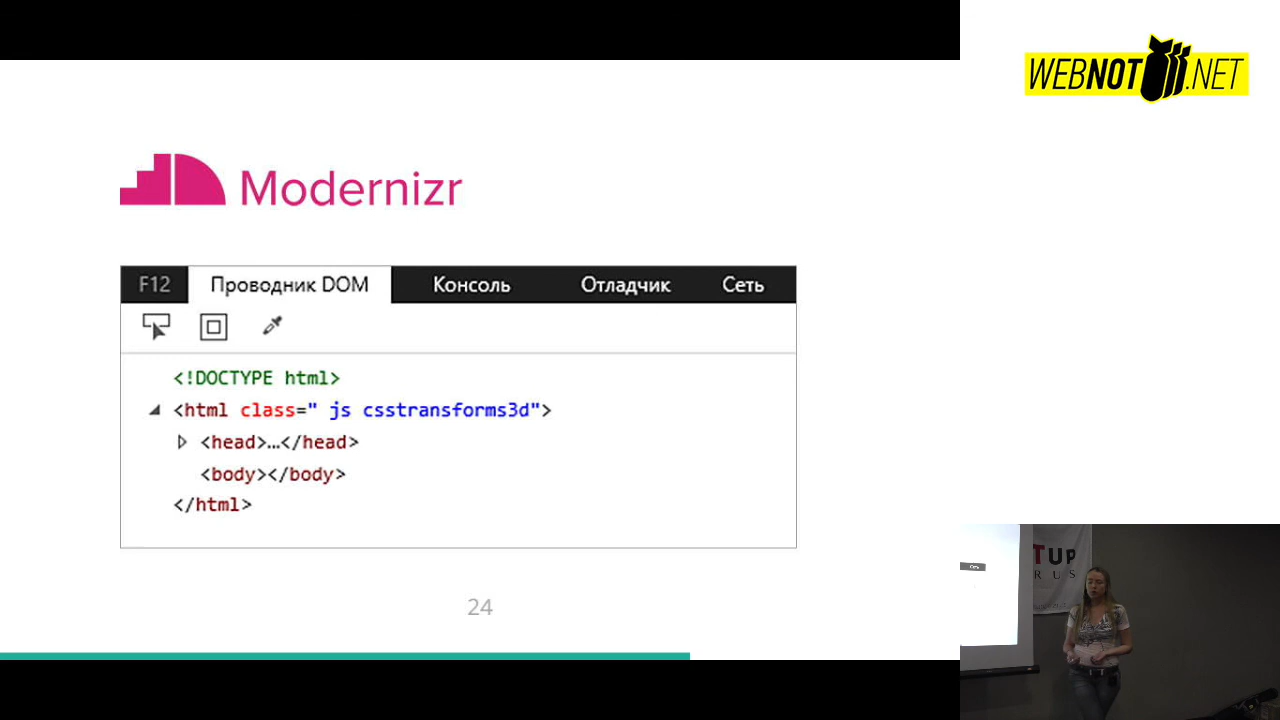 WEBNOT.NET
Modernizr
F12 Проводник DOM Консоль Отладчик Сеть
<!DOCTYPE html>
<html class=" js csstransforms3d">
<head>…</head>
<body></body>
</html>
24
TUP
RUS